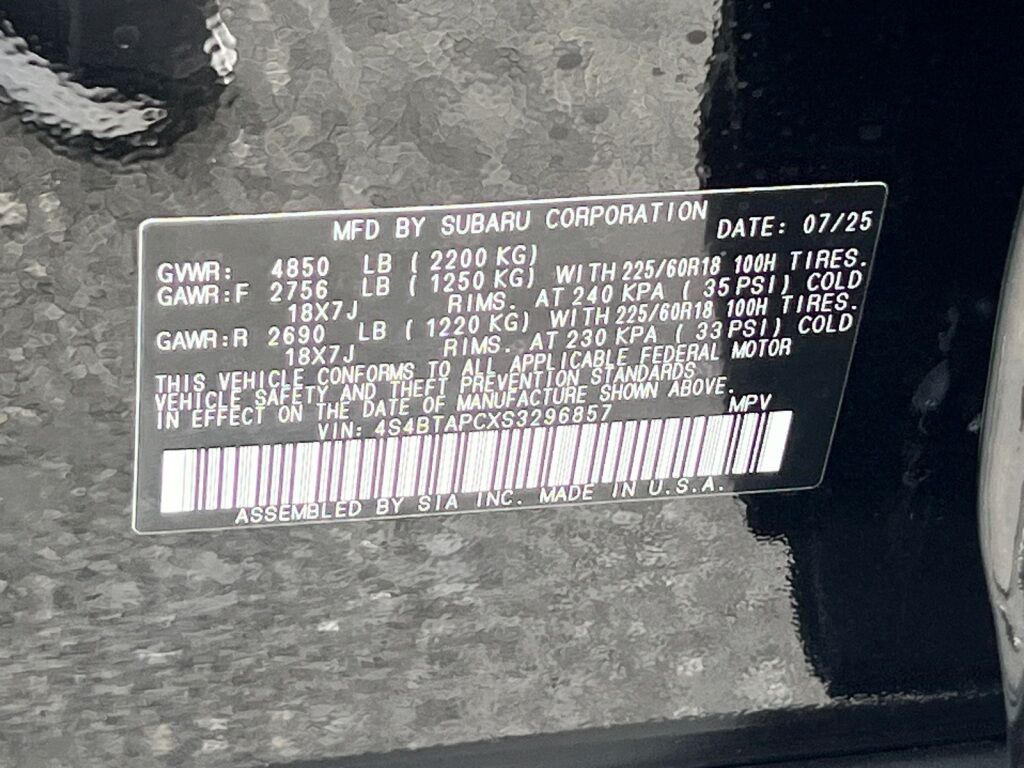 MFD BY SUBARU CORPORATION DATE: 07/25
GVWR: 4850 LB ( 2200 KG)
GAWR:F 2756 LB ( 1250 KG) WITH 225/60R18 100H TIRES.
18X7J RIMS. AT 240 KPA ( 35 PSI) COLD
GAWR:R 2690 LB ( 1220 KG) WITH 225/60R18 100H TIRES.
18X7J RIMS. AT 230 KPA ( 33 PSI) COLD
THIS VEHICLE CONFORMS TO ALL APPLICABLE FEDERAL MOTOR
VEHICLE SAFETY AND THEFT PREVENTION STANDARDS
IN EFFECT ON THE DATE OF MANUFACTURE SHOWN ABOVE.
VIN: 4S4BTAPCXS3296857 MPV
ASSEMBLED BY SIA INC. MADE IN U.S.A.